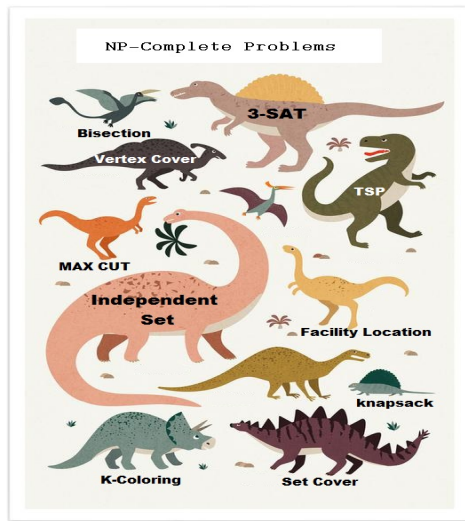 NP-Complete Problems
3-SAT
Bisection
Vertex Cover
TSP
MAX CUT
Independent
Set
Facility Location
knapsack
K-Coloring
Set Cover